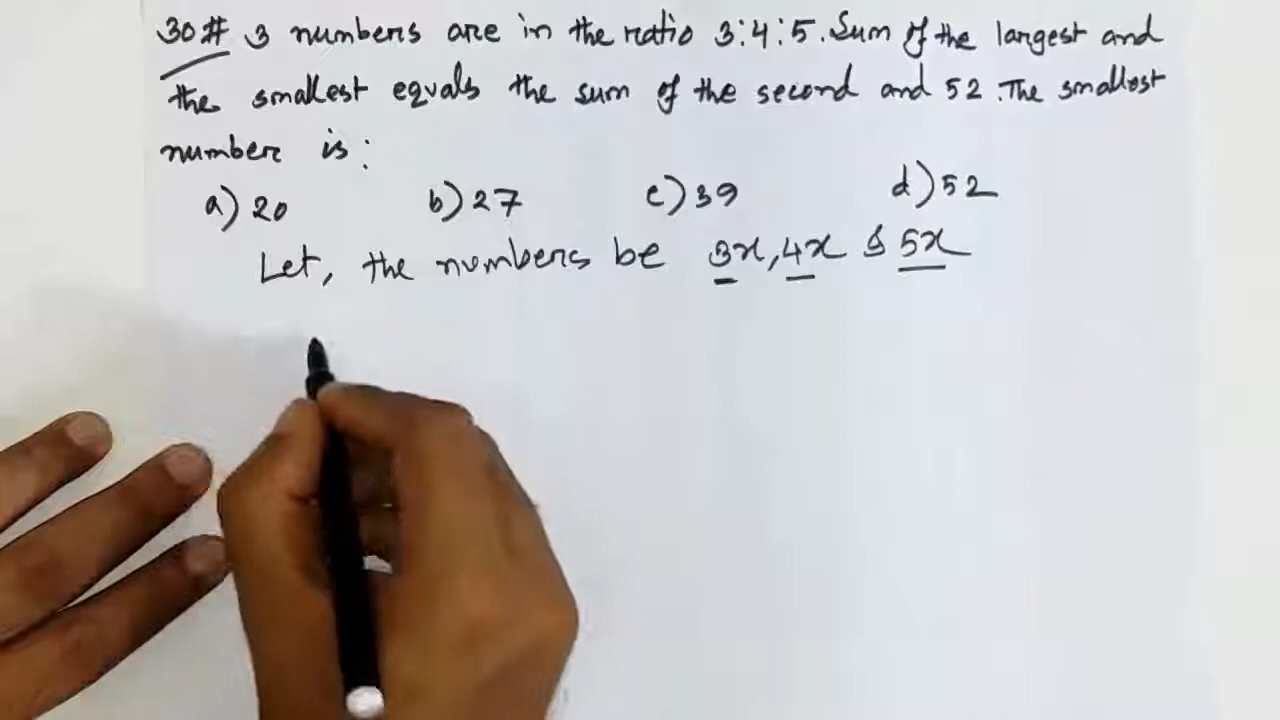 30# 3 numbers are in the ratio 3:4:5. Sum of the largest and
the smallest equals the sum of the second and 52. The smallest
number is:
a) 20 b) 27 c) 39 d) 52
Let, the numbers be 3x, 4x & 5x